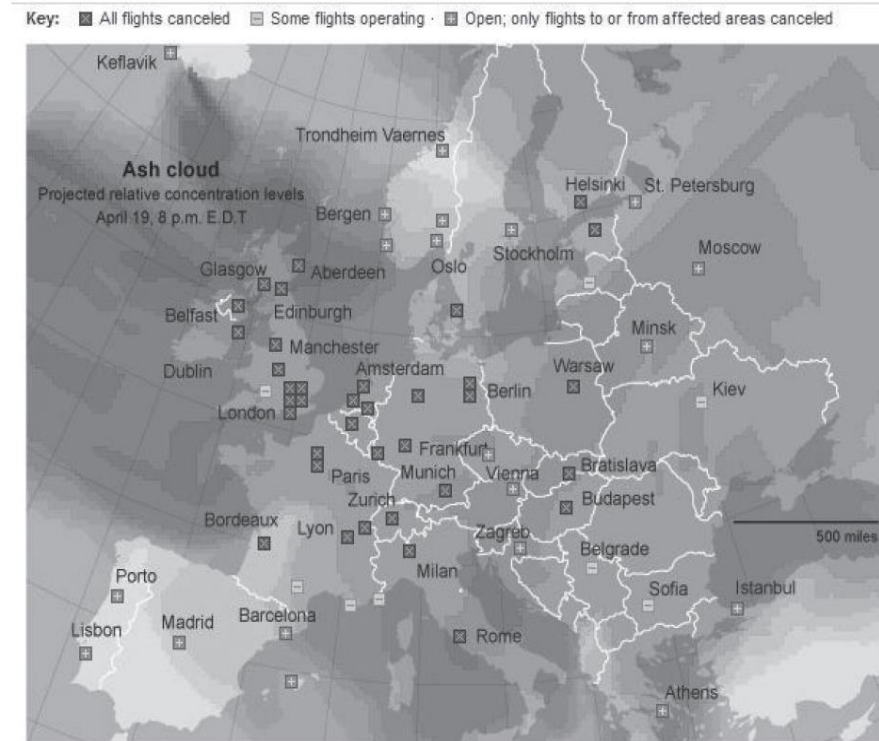 Key: All flights canceled Some flights operating · Open; only flights to or from affected areas canceled
Keflavik
Trondheim Vaernes
Ash cloud
Projected relative concentration levels
April 19, 8 p.m. E.D.T
Helsinki
St. Petersburg
Bergen
Stockholm
Moscow
Oslo
Glasgow
Aberdeen
Belfast
Edinburgh
Minsk
Manchester
Dublin
Amsterdam
Warsaw
Berlin
Kiev
London
Frankfurt
Paris
Munich
Vienna
Bratislava
Zurich
Budapest
Bordeaux
Lyon
Zagreb
500 miles
Milan
Belgrade
Porto
Sofia
Istanbul
Madrid
Barcelona
Lisbon
Rome
Athens